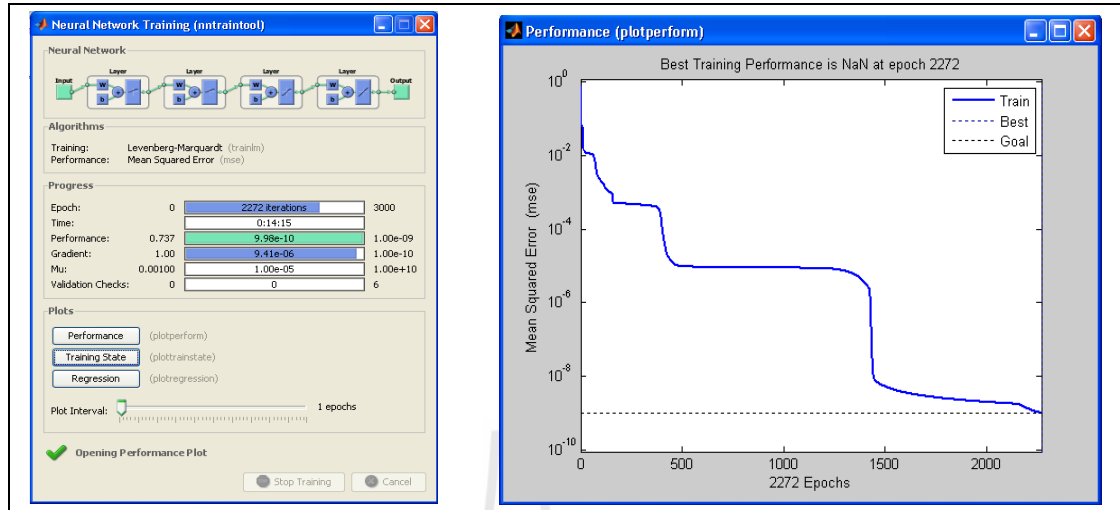 Neural Network Training (nntraintool)
Neural Network
Input
Layer
Layer
Layer
Layer
Output
W
b
+
W
b
+
W
b
+
W
b
+
Algorithms
Training: Levenberg-Marquardt (trainlm)
Performance: Mean Squared Error (mse)
Progress
Epoch: 0 2272 iterations 3000
Time: 0:14:15
Performance: 0.737 9.98e-10 1.00e-09
Gradient: 1.00 9.41e-06 1.00e-10
Mu: 0.00100 1.00e-05 1.00e+10
Validation Checks: 0 0 6
Plots
Performance (plotperform)
Training State (plottrainstate)
Regression (plotregression)
Plot Interval: 1 epochs
Opening Performance Plot
Stop Training Cancel
Performance (plotperform)
Best Training Performance is NaN at epoch 2272
Train
Best
Goal
Mean Squared Error (mse)
10^0
10^-2
10^-4
10^-6
10^-8
10^-10
0 500 1000 1500 2000
2272 Epochs